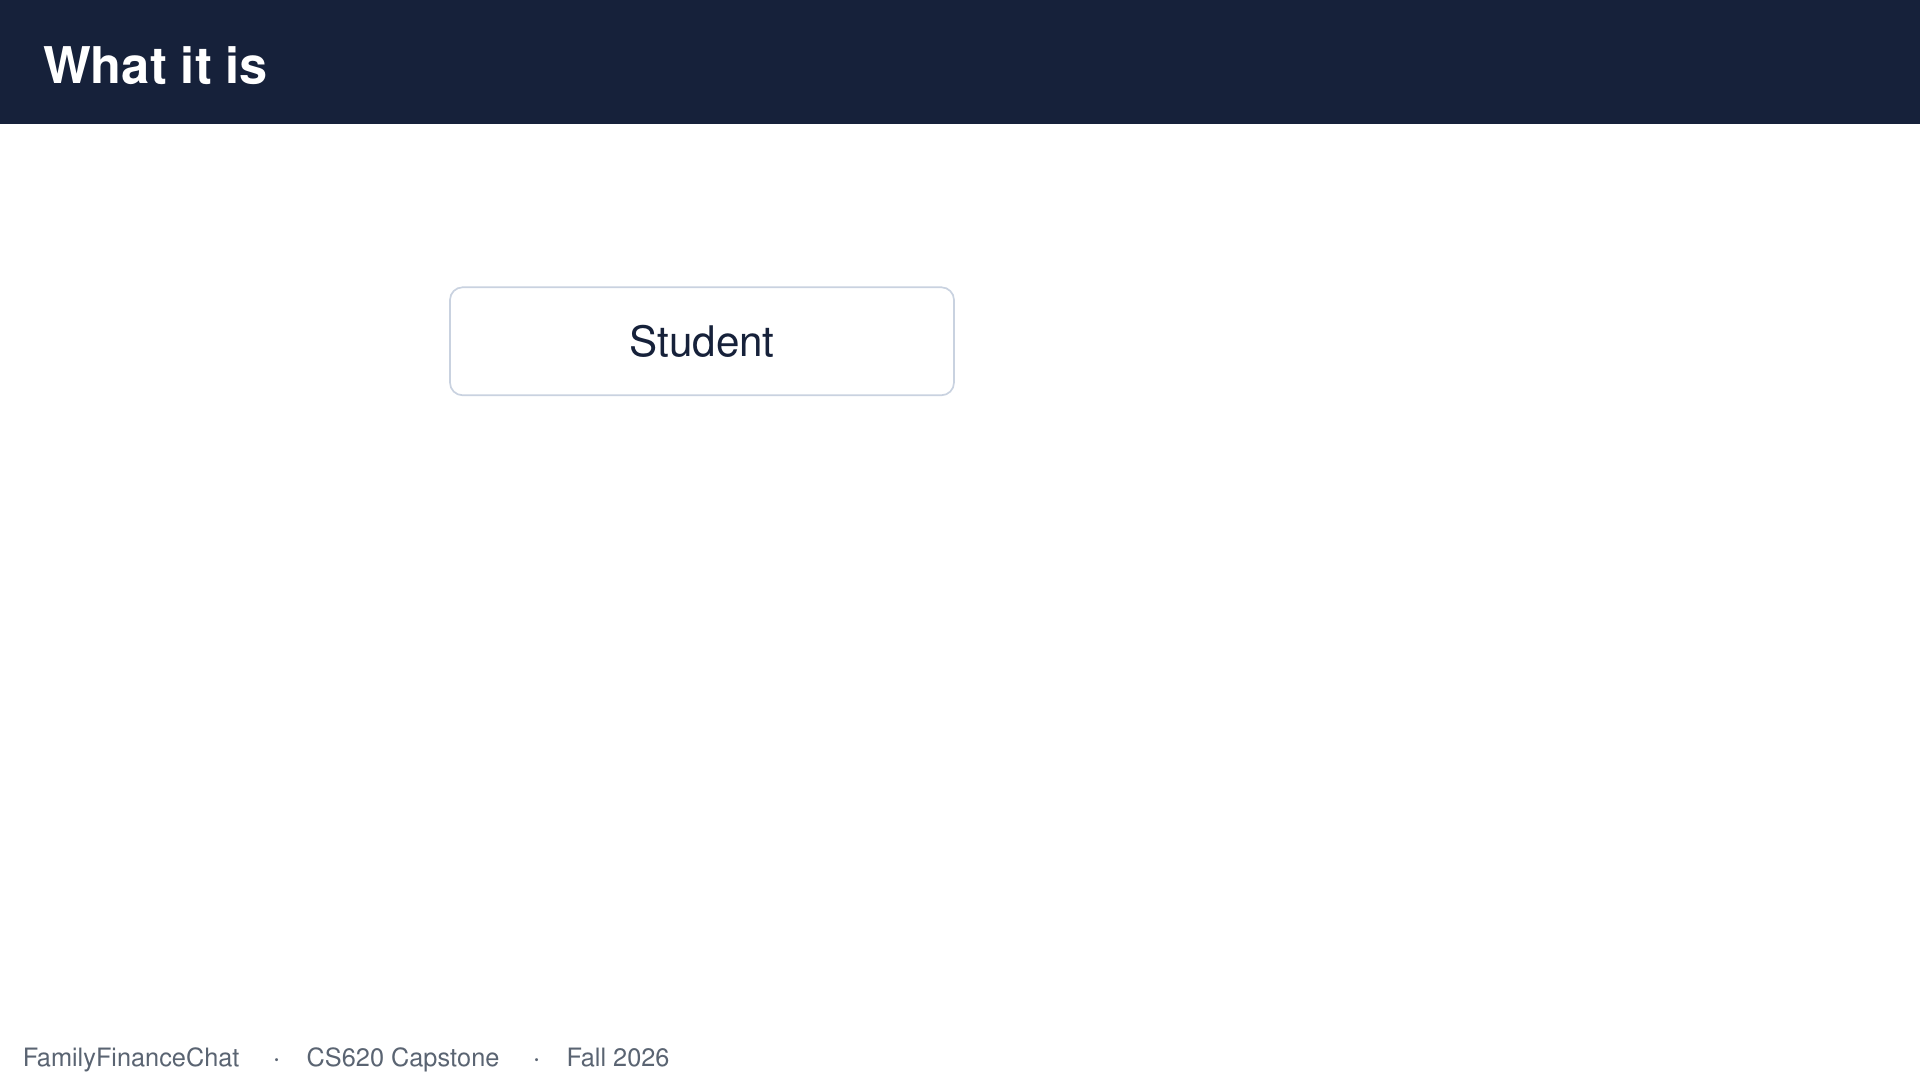 What it is
Student
FamilyFinanceChat · CS620 Capstone · Fall 2026